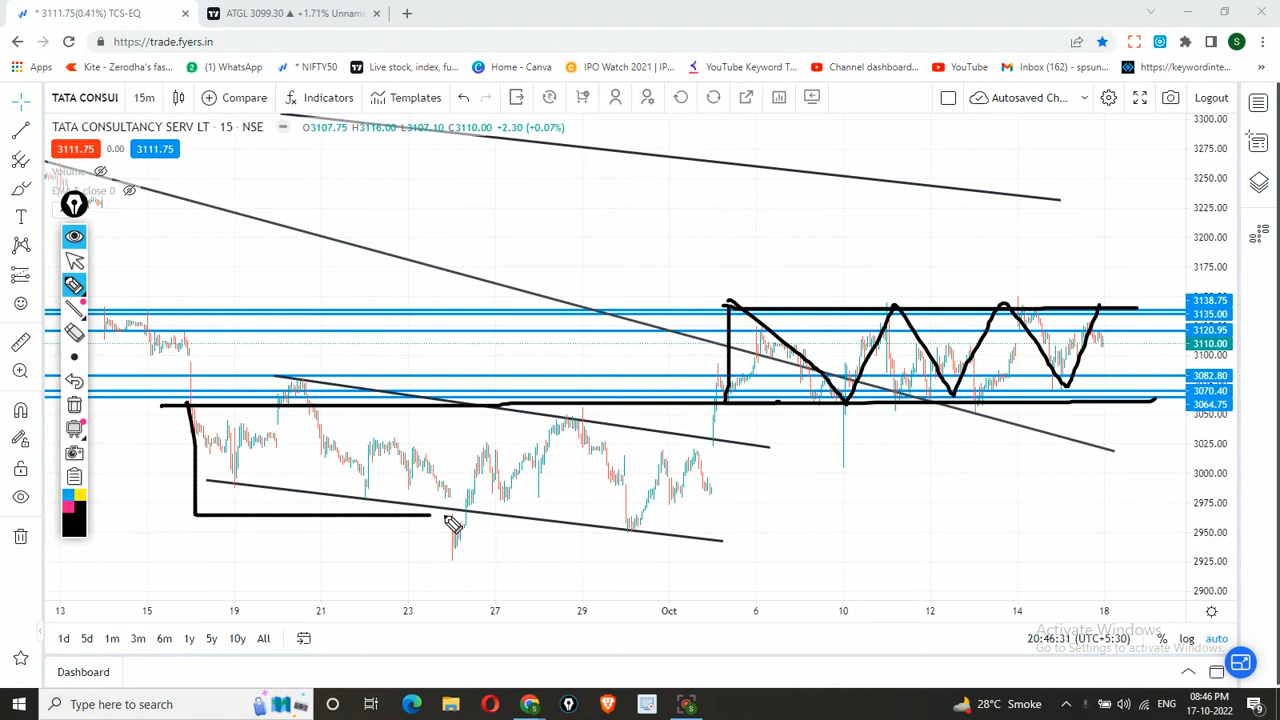 * 3111.75(0.41%) TCS-EQ
ATGL 3099.30 ▲ +1.71% Unname
https://trade.fyers.in
Apps
Kite - Zerodha's fas...
(1) WhatsApp
* NIFTY50
Live stock, index, fu...
Home - Canva
IPO Watch 2021 | IP...
YouTube Keyword T...
Channel dashboard...
YouTube
Inbox (162) - spsun...
https://keywordinte...
TATA CONSUI
15m
Compare
Indicators
Templates
Autosaved Ch...
Logout
TATA CONSULTANCY SERV LT · 15 · NSE
O3107.75 H3116.00 L3107.10 C3110.00 +2.30 (+0.07%)
3111.75
0.00
3111.75
Volume
3300.00
3275.00
3250.00
3225.00
3200.00
3175.00
3138.75
3135.00
3120.95
3110.00
3100.00
3082.80
3070.40
3064.75
3050.00
3025.00
3000.00
2975.00
2950.00
2925.00
2900.00
13
15
19
21
23
27
29
Oct
6
10
12
14
18
1d
5d
1m
3m
6m
1y
5y
10y
All
20:46:31 (UTC+5:30)
%
log
auto
Activate Windows
Go to Settings to activate Windows.
Dashboard
Type here to search
28°C Smoke
08:46 PM
17-10-2022